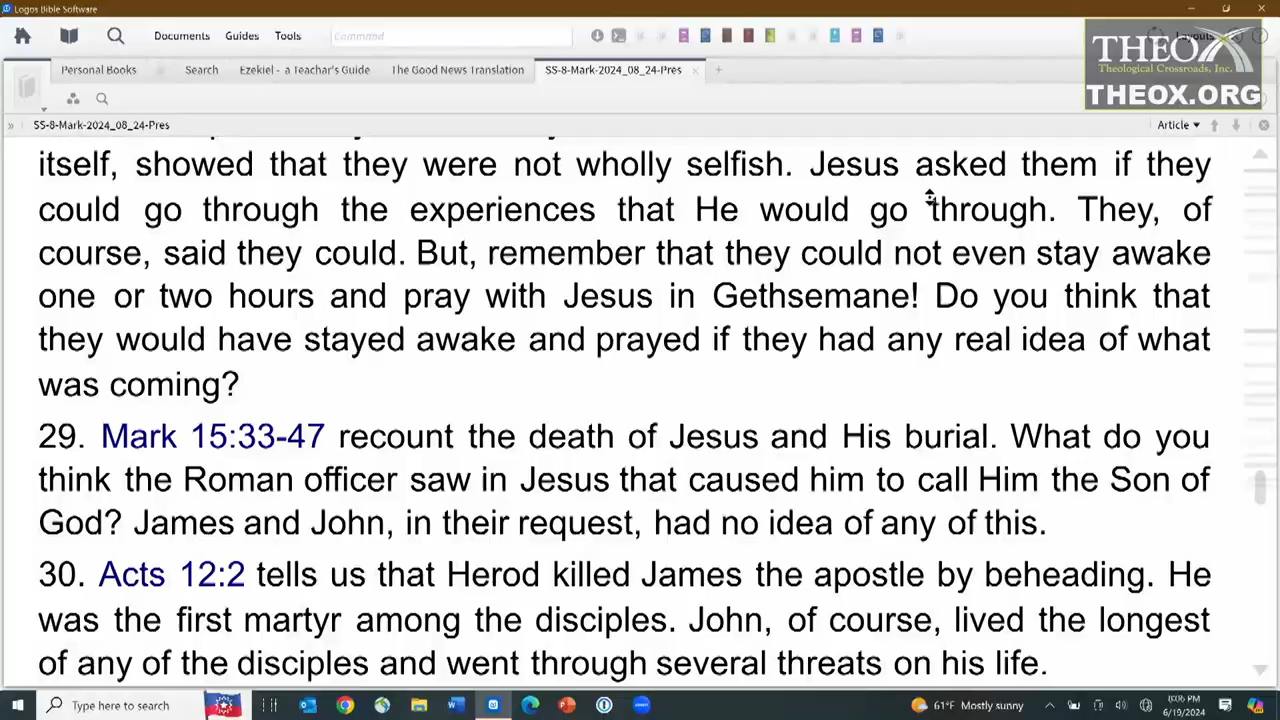 Logos Bible Software
Documents Guides Tools Command Layouts
THEOX
Theological Crossroads, Inc.
THEOX.ORG
Personal Books Search Ezekiel - a Teacher's Guide SS-8-Mark-2024_08_24-Pres
SS-8-Mark-2024_08_24-Pres Article
itself, showed that they were not wholly selfish. Jesus asked them if they
could go through the experiences that He would go through. They, of
course, said they could. But, remember that they could not even stay awake
one or two hours and pray with Jesus in Gethsemane! Do you think that
they would have stayed awake and prayed if they had any real idea of what
was coming?
29. Mark 15:33-47 recount the death of Jesus and His burial. What do you
think the Roman officer saw in Jesus that caused him to call Him the Son of
God? James and John, in their request, had no idea of any of this.
30. Acts 12:2 tells us that Herod killed James the apostle by beheading. He
was the first martyr among the disciples. John, of course, lived the longest
of any of the disciples and went through several threats on his life.
Type here to search 61°F Mostly sunny
6/19/2024